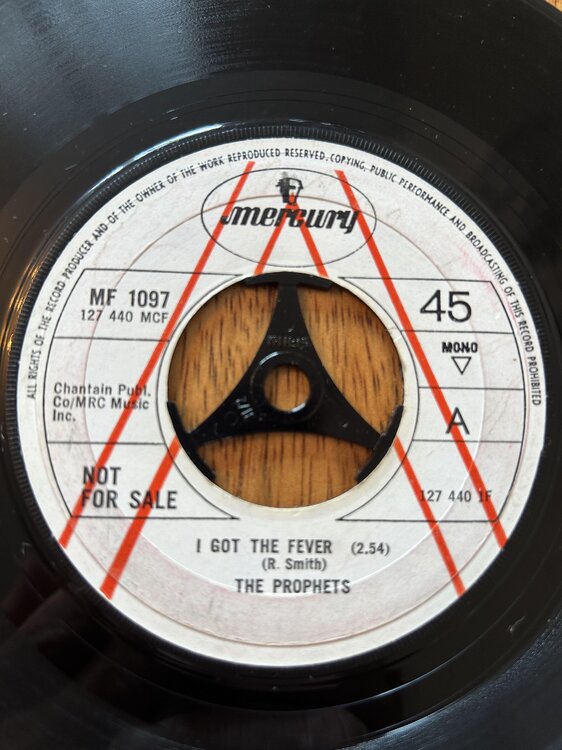 ALL RIGHTS OF THE RECORD PRODUCER AND OF THE OWNER OF THE WORK REPRODUCED RESERVED, COPYING, PUBLIC PERFORMANCE AND BROADCASTING OF THIS RECORD PROHIBITED
mercury
MF 1097
127 440 MCF
45
MONO
Chantain Publ.
Co/MRC Music
Inc.
A
NOT
FOR SALE
127 440 1F
I GOT THE FEVER (2.54)
(R. Smith)
THE PROPHETS